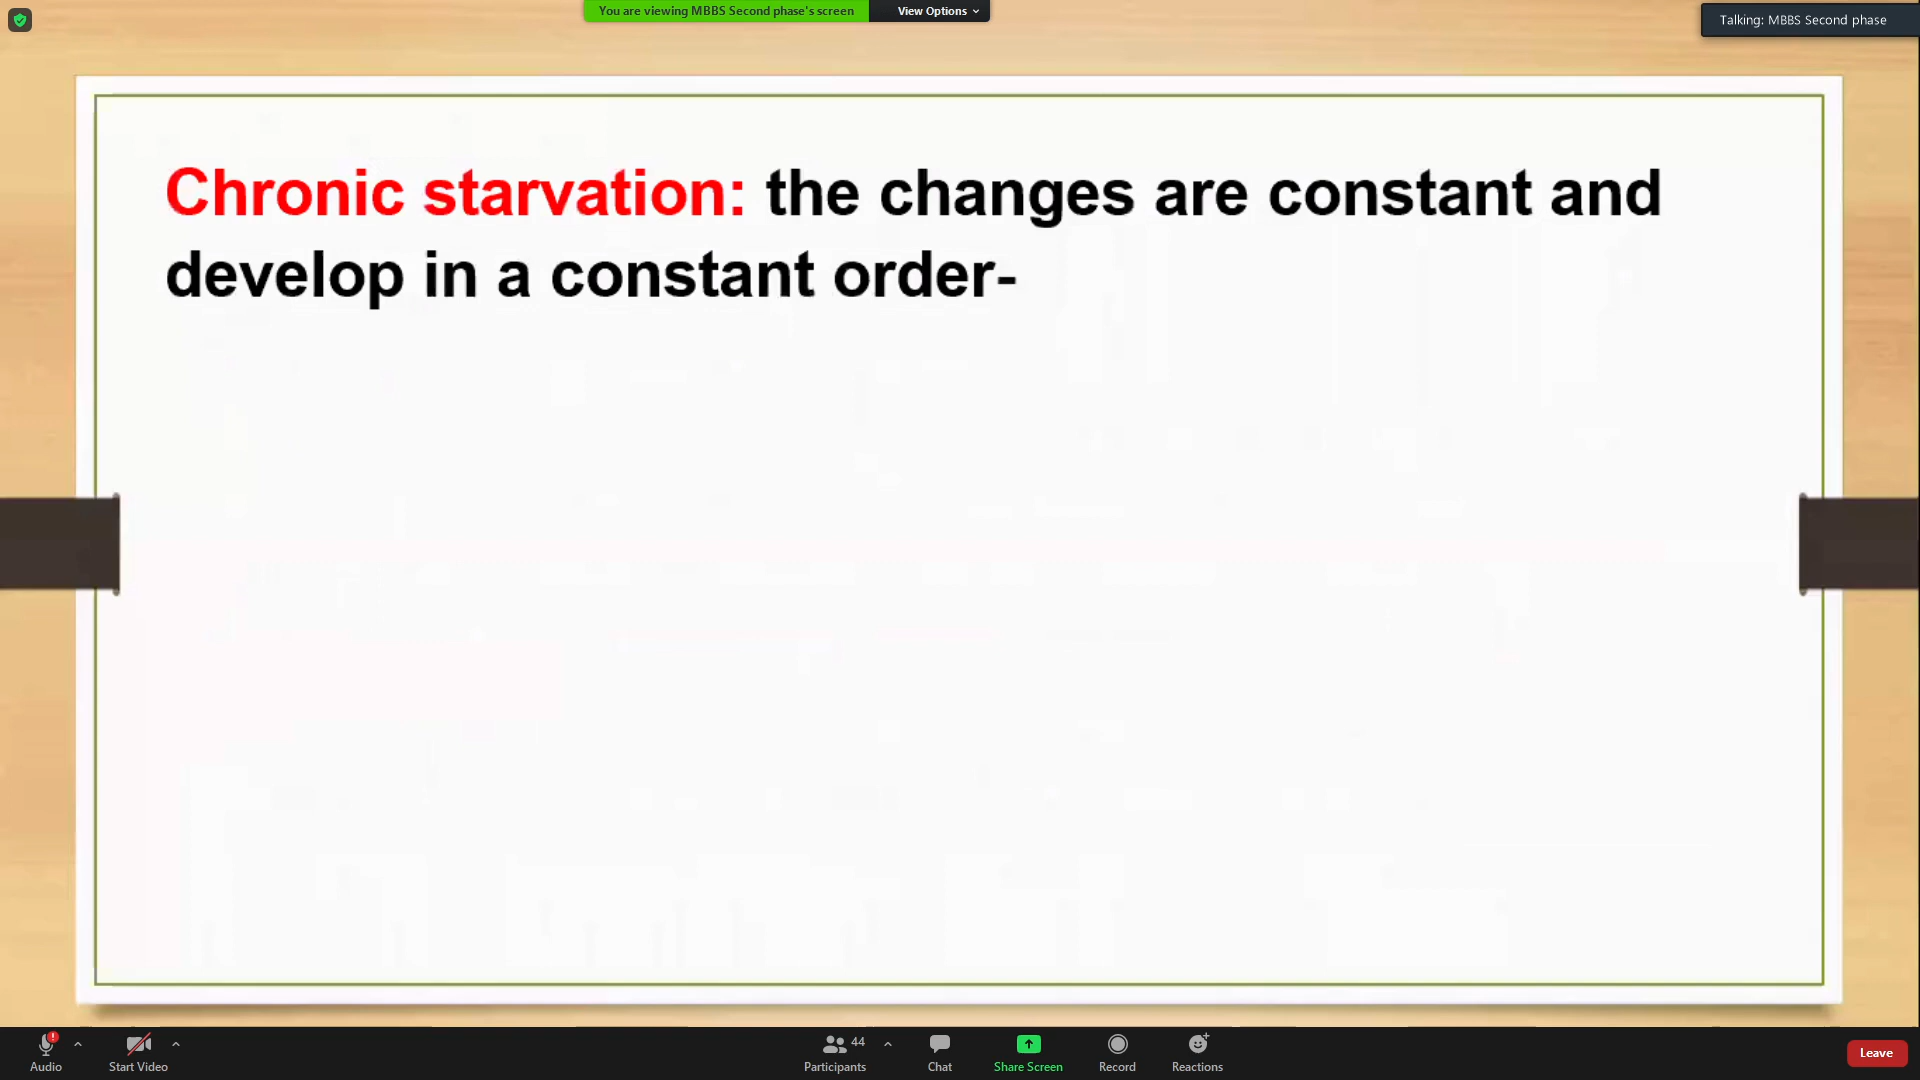 You are viewing MBBS Second phase's screen
View Options
Talking: MBBS Second phase
Chronic starvation: the changes are constant and
develop in a constant order-
Audio
Start Video
44
Participants
Chat
Share Screen
Record
Reactions
Leave